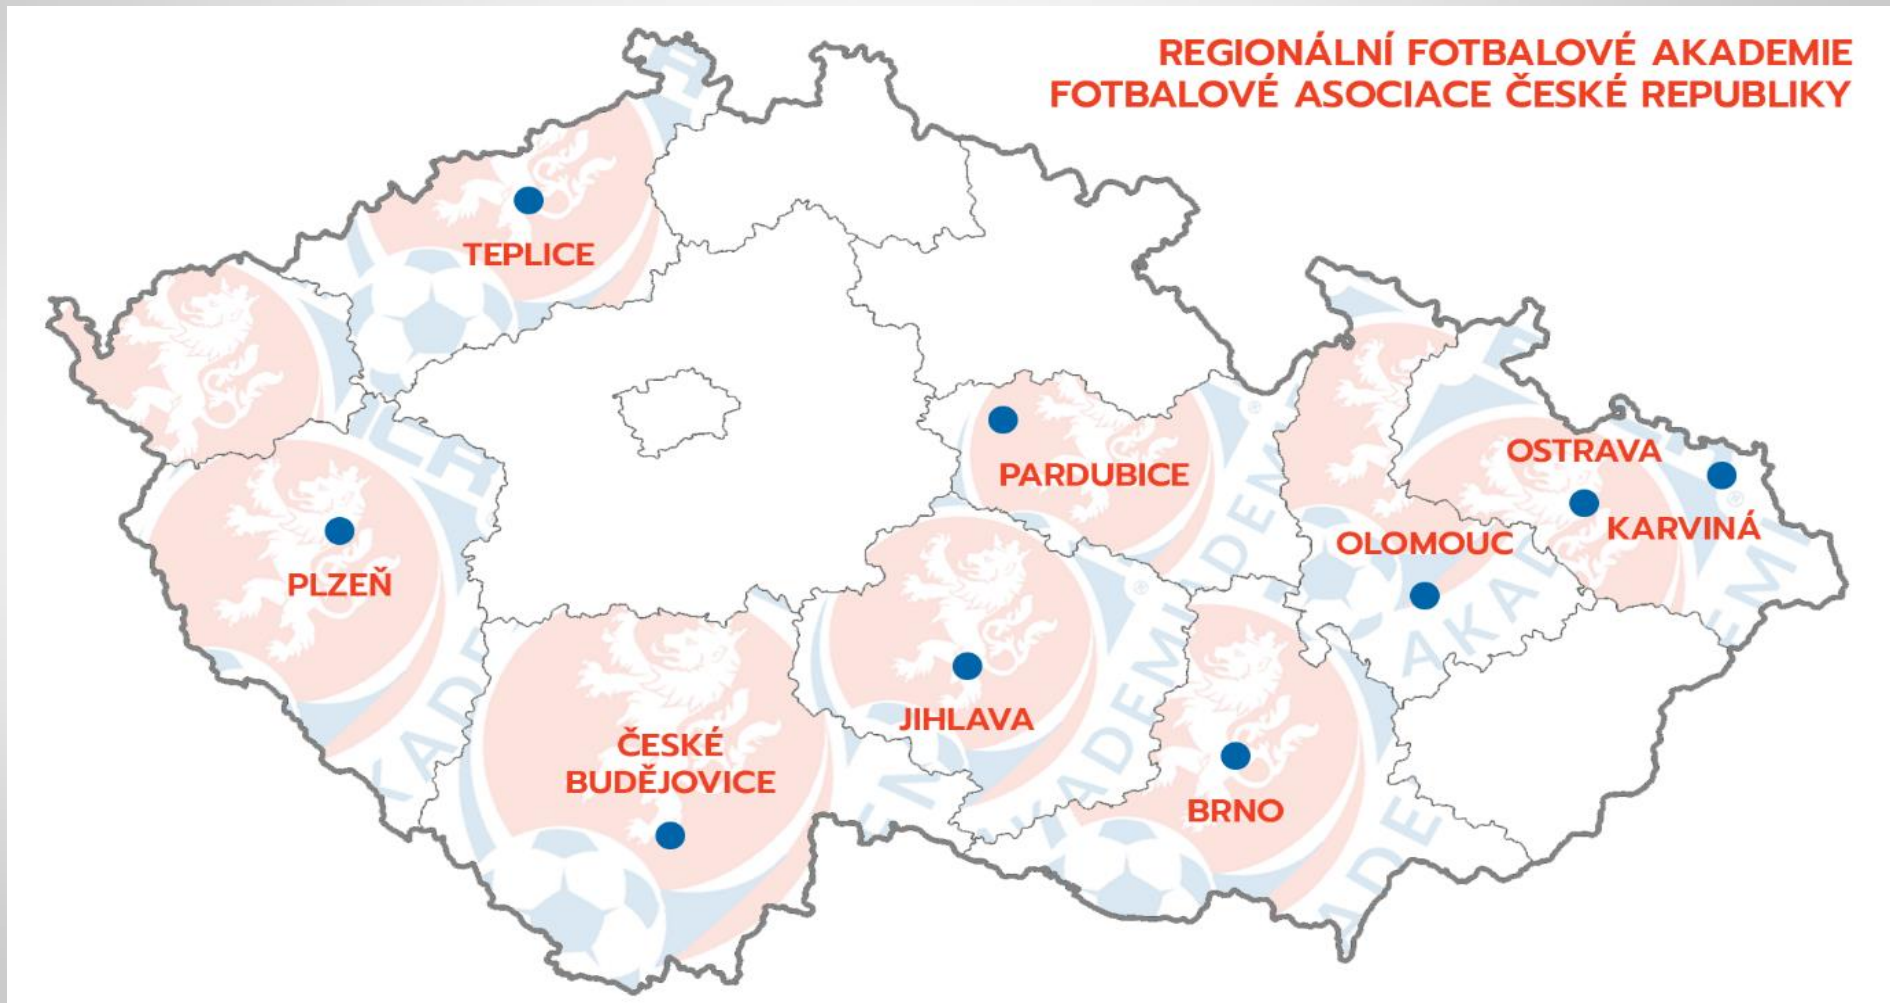 REGIONÁLNÍ FOTBALOVÉ AKADEMIE
FOTBALOVÉ ASOCIACE ČESKÉ REPUBLIKY
TEPLICE
PARDUBICE
OSTRAVA
KARVINÁ
OLOMOUC
PLZEŇ
JIHLAVA
ČESKÉ
BUDĚJOVICE
BRNO